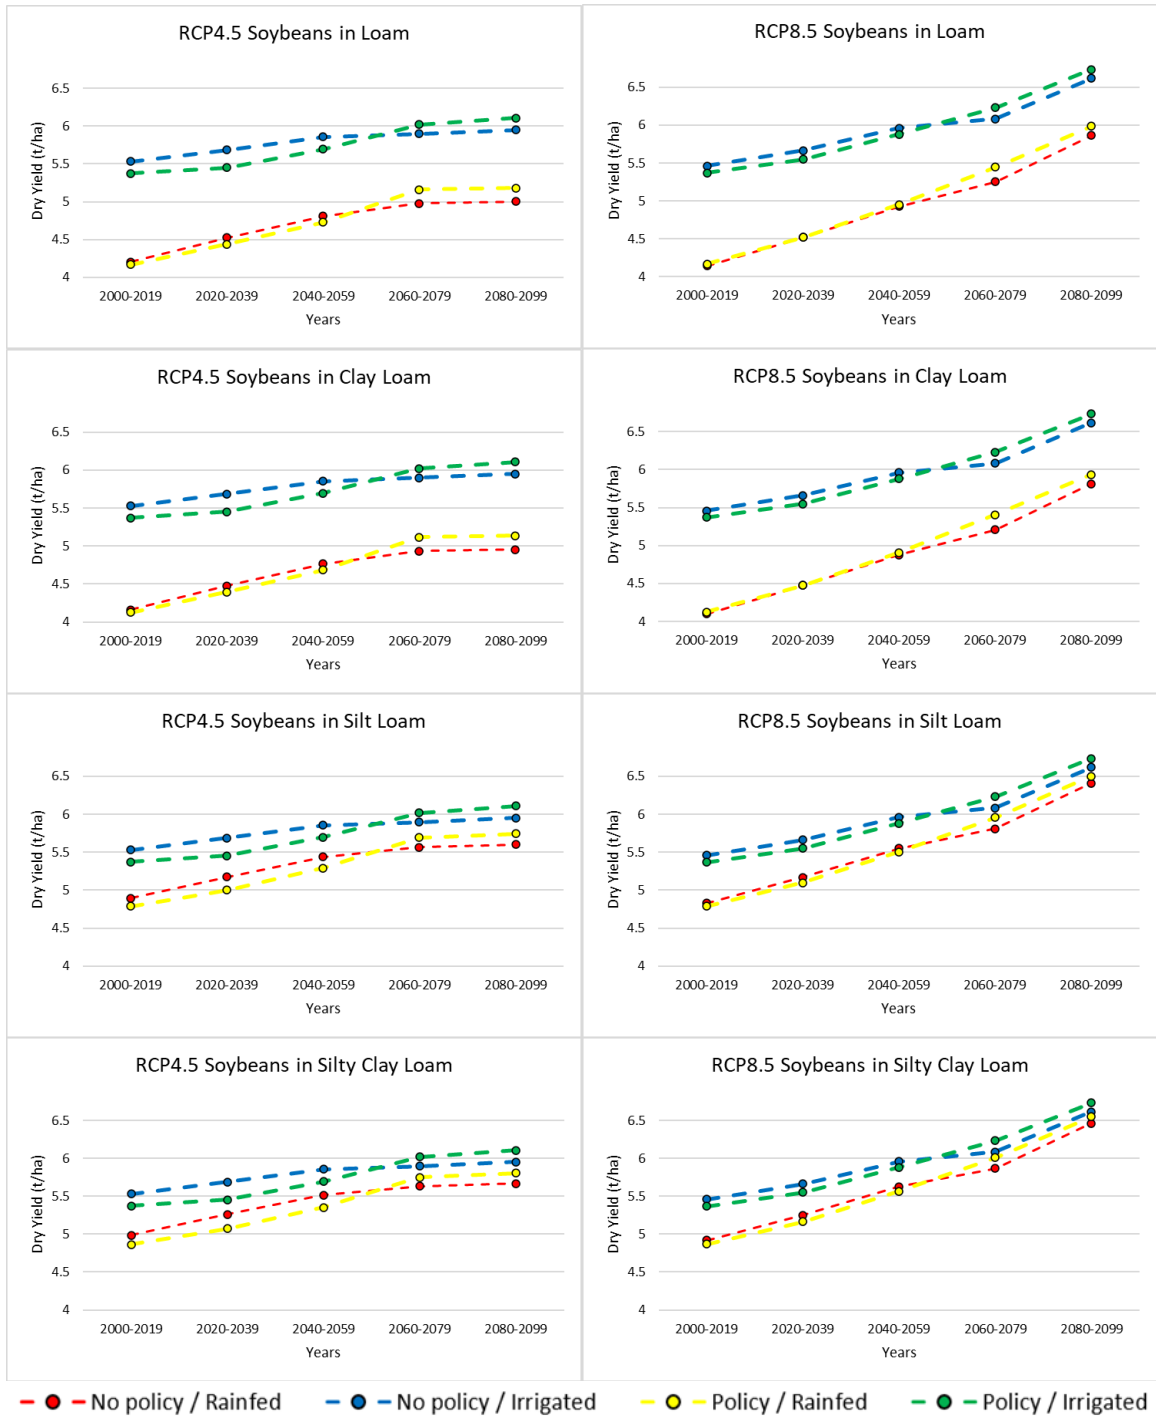 RCP4.5 Soybeans in Loam
Dry Yield (t/ha)
6.5
6
5.5
5
4.5
4
2000-2019 2020-2039 2040-2059 2060-2079 2080-2099
Years
RCP8.5 Soybeans in Loam
Dry Yield (t/ha)
6.5
6
5.5
5
4.5
4
2000-2019 2020-2039 2040-2059 2060-2079 2080-2099
Years
RCP4.5 Soybeans in Clay Loam
Dry Yield (t/ha)
6.5
6
5.5
5
4.5
4
2000-2019 2020-2039 2040-2059 2060-2079 2080-2099
Years
RCP8.5 Soybeans in Clay Loam
Dry Yield (t/ha)
6.5
6
5.5
5
4.5
4
2000-2019 2020-2039 2040-2059 2060-2079 2080-2099
Years
RCP4.5 Soybeans in Silt Loam
Dry Yield (t/ha)
6.5
6
5.5
5
4.5
4
2000-2019 2020-2039 2040-2059 2060-2079 2080-2099
Years
RCP8.5 Soybeans in Silt Loam
Dry Yield (t/ha)
6.5
6
5.5
5
4.5
4
2000-2019 2020-2039 2040-2059 2060-2079 2080-2099
Years
RCP4.5 Soybeans in Silty Clay Loam
Dry Yield (t/ha)
6.5
6
5.5
5
4.5
4
2000-2019 2020-2039 2040-2059 2060-2079 2080-2099
Years
RCP8.5 Soybeans in Silty Clay Loam
Dry Yield (t/ha)
6.5
6
5.5
5
4.5
4
2000-2019 2020-2039 2040-2059 2060-2079 2080-2099
Years
No policy / Rainfed No policy / Irrigated Policy / Rainfed Policy / Irrigated